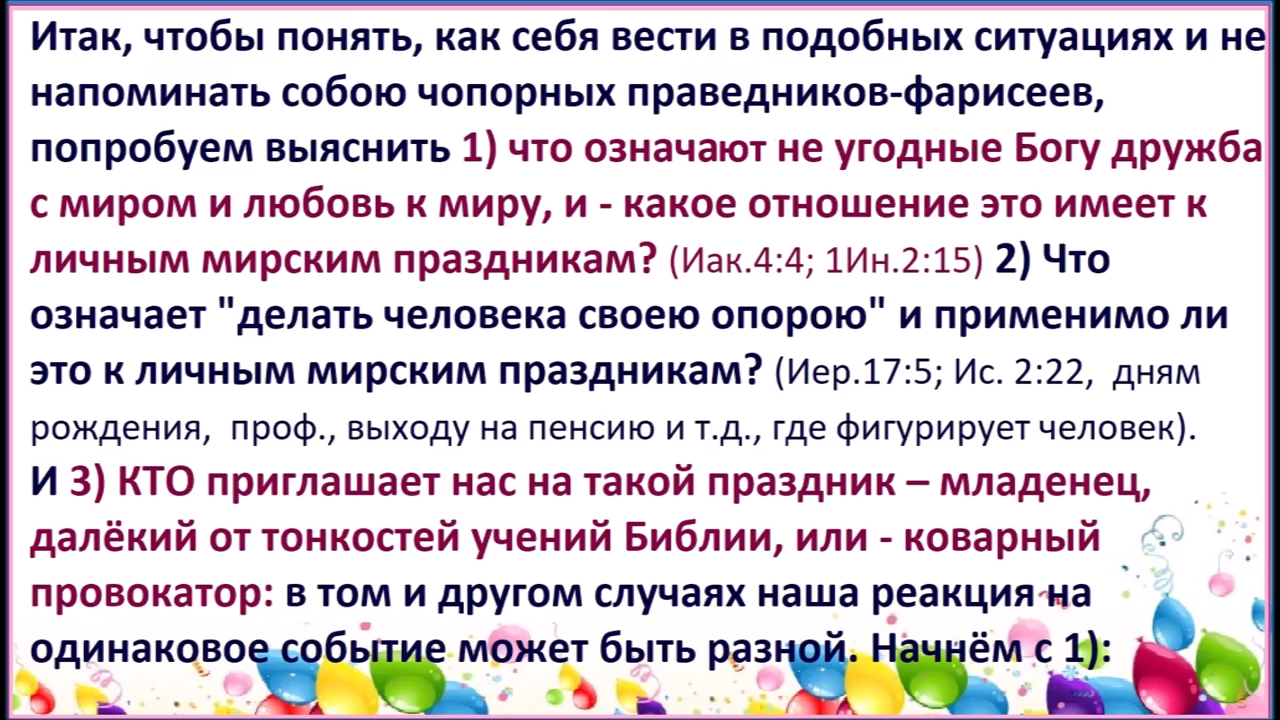 Итак, чтобы понять, как себя вести в подобных ситуациях и не
напоминать собою чопорных праведников-фарисеев,
попробуем выяснить 1) что означают не угодные Богу дружба
с миром и любовь к миру, и - какое отношение это имеет к
личным мирским праздникам? (Иак.4:4; 1Ин.2:15) 2) Что
означает "делать человека своею опорою" и применимо ли
это к личным мирским праздникам? (Иер.17:5; Ис. 2:22, дням
рождения, проф., выходу на пенсию и т.д., где фигурирует человек).
И 3) КТО приглашает нас на такой праздник – младенец,
далёкий от тонкостей учений Библии, или - коварный
провокатор: в том и другом случаях наша реакция на
одинаковое событие может быть разной. Начнём с 1):